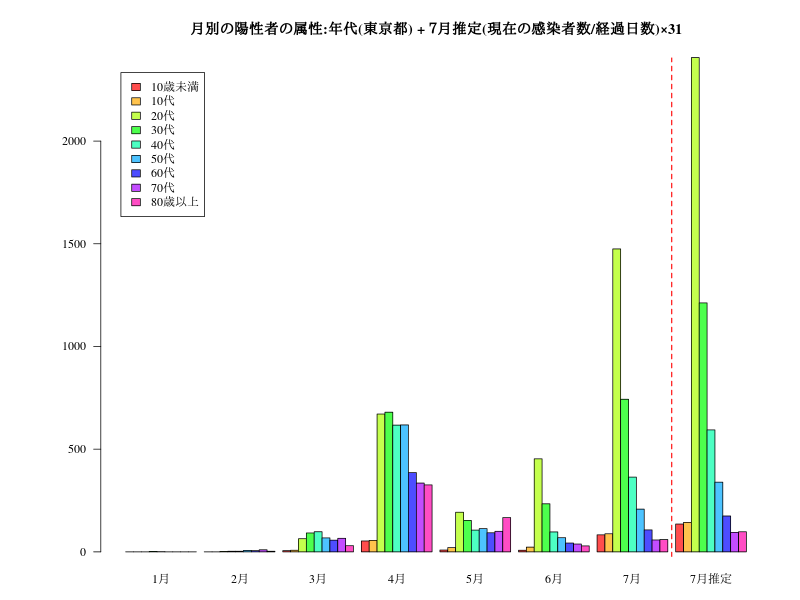 月別の陽性者の属性:年代(東京都) + 7月推定(現在の感染者数/経過日数)×31
10歳未満
10代
20代
30代
40代
50代
60代
70代
80歳以上
2000
1500
1000
500
0
1月 2月 3月 4月 5月 6月 7月 7月推定